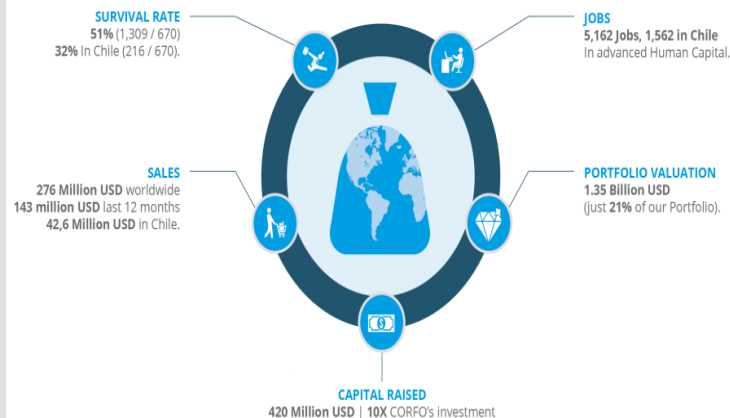 SURVIVAL RATE
51% (1,309 / 670)
32% In Chile (216 / 670).
JOBS
5,162 Jobs, 1,562 in Chile
In advanced Human Capital.
SALES
276 Million USD worldwide
143 million USD last 12 months
42,6 Million USD in Chile.
PORTFOLIO VALUATION
1.35 Billion USD
(just 21% of our Portfolio).
CAPITAL RAISED
420 Million USD | 10X CORFO's investment